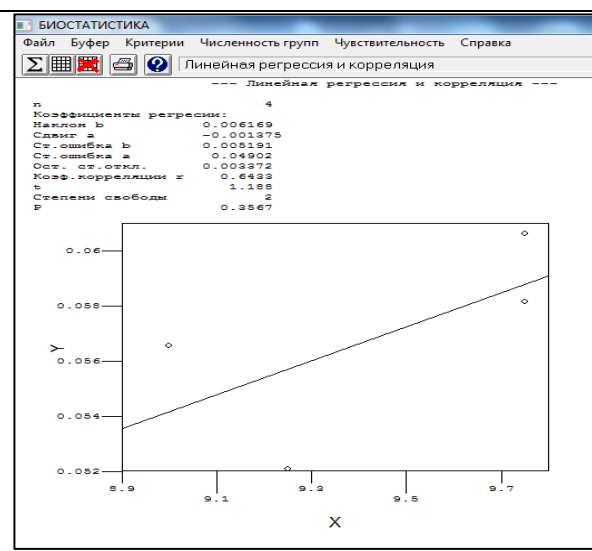 БИОСТАТИСТИКА
Файл Буфер Критерии Численность групп Чувствительность Справка
Линейная регрессия и корреляция
--- Линейная регрессия и корреляция ---
n 4
Коэффициенты регресии:
Наклон b 0.006169
Сдвиг a -0.001375
Ст.ошибка b 0.005191
Ст.ошибка a 0.04902
Ост. ст.откл. 0.003372
Коэф.корреляции r 0.6433
t 1.188
Степени свободы 2
P 0.3567
0.06
0.058
Y
0.056
0.054
0.052
8.9 9.1 9.3 9.5 9.7
X